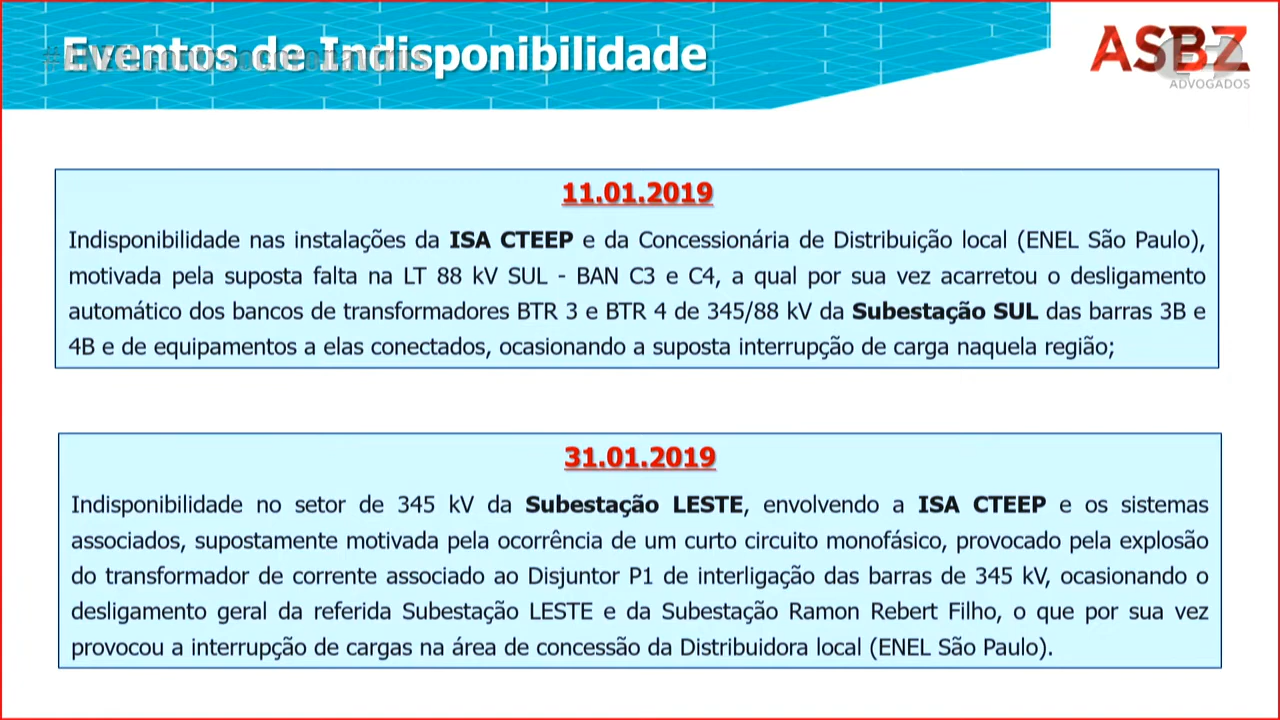 Eventos de Indisponibilidade
ASBZ
ADVOGADOS
11.01.2019
Indisponibilidade nas instalações da ISA CTEEP e da Concessionária de Distribuição local (ENEL São Paulo),
motivada pela suposta falta na LT 88 kV SUL - BAN C3 e C4, a qual por sua vez acarretou o desligamento
automático dos bancos de transformadores BTR 3 e BTR 4 de 345/88 kV da Subestação SUL das barras 3B e
4B e de equipamentos a elas conectados, ocasionando a suposta interrupção de carga naquela região;
31.01.2019
Indisponibilidade no setor de 345 kV da Subestação LESTE, envolvendo a ISA CTEEP e os sistemas
associados, supostamente motivada pela ocorrência de um curto circuito monofásico, provocado pela explosão
do transformador de corrente associado ao Disjuntor P1 de interligação das barras de 345 kV, ocasionando o
desligamento geral da referida Subestação LESTE e da Subestação Ramon Rebert Filho, o que por sua vez
provocou a interrupção de cargas na área de concessão da Distribuidora local (ENEL São Paulo).